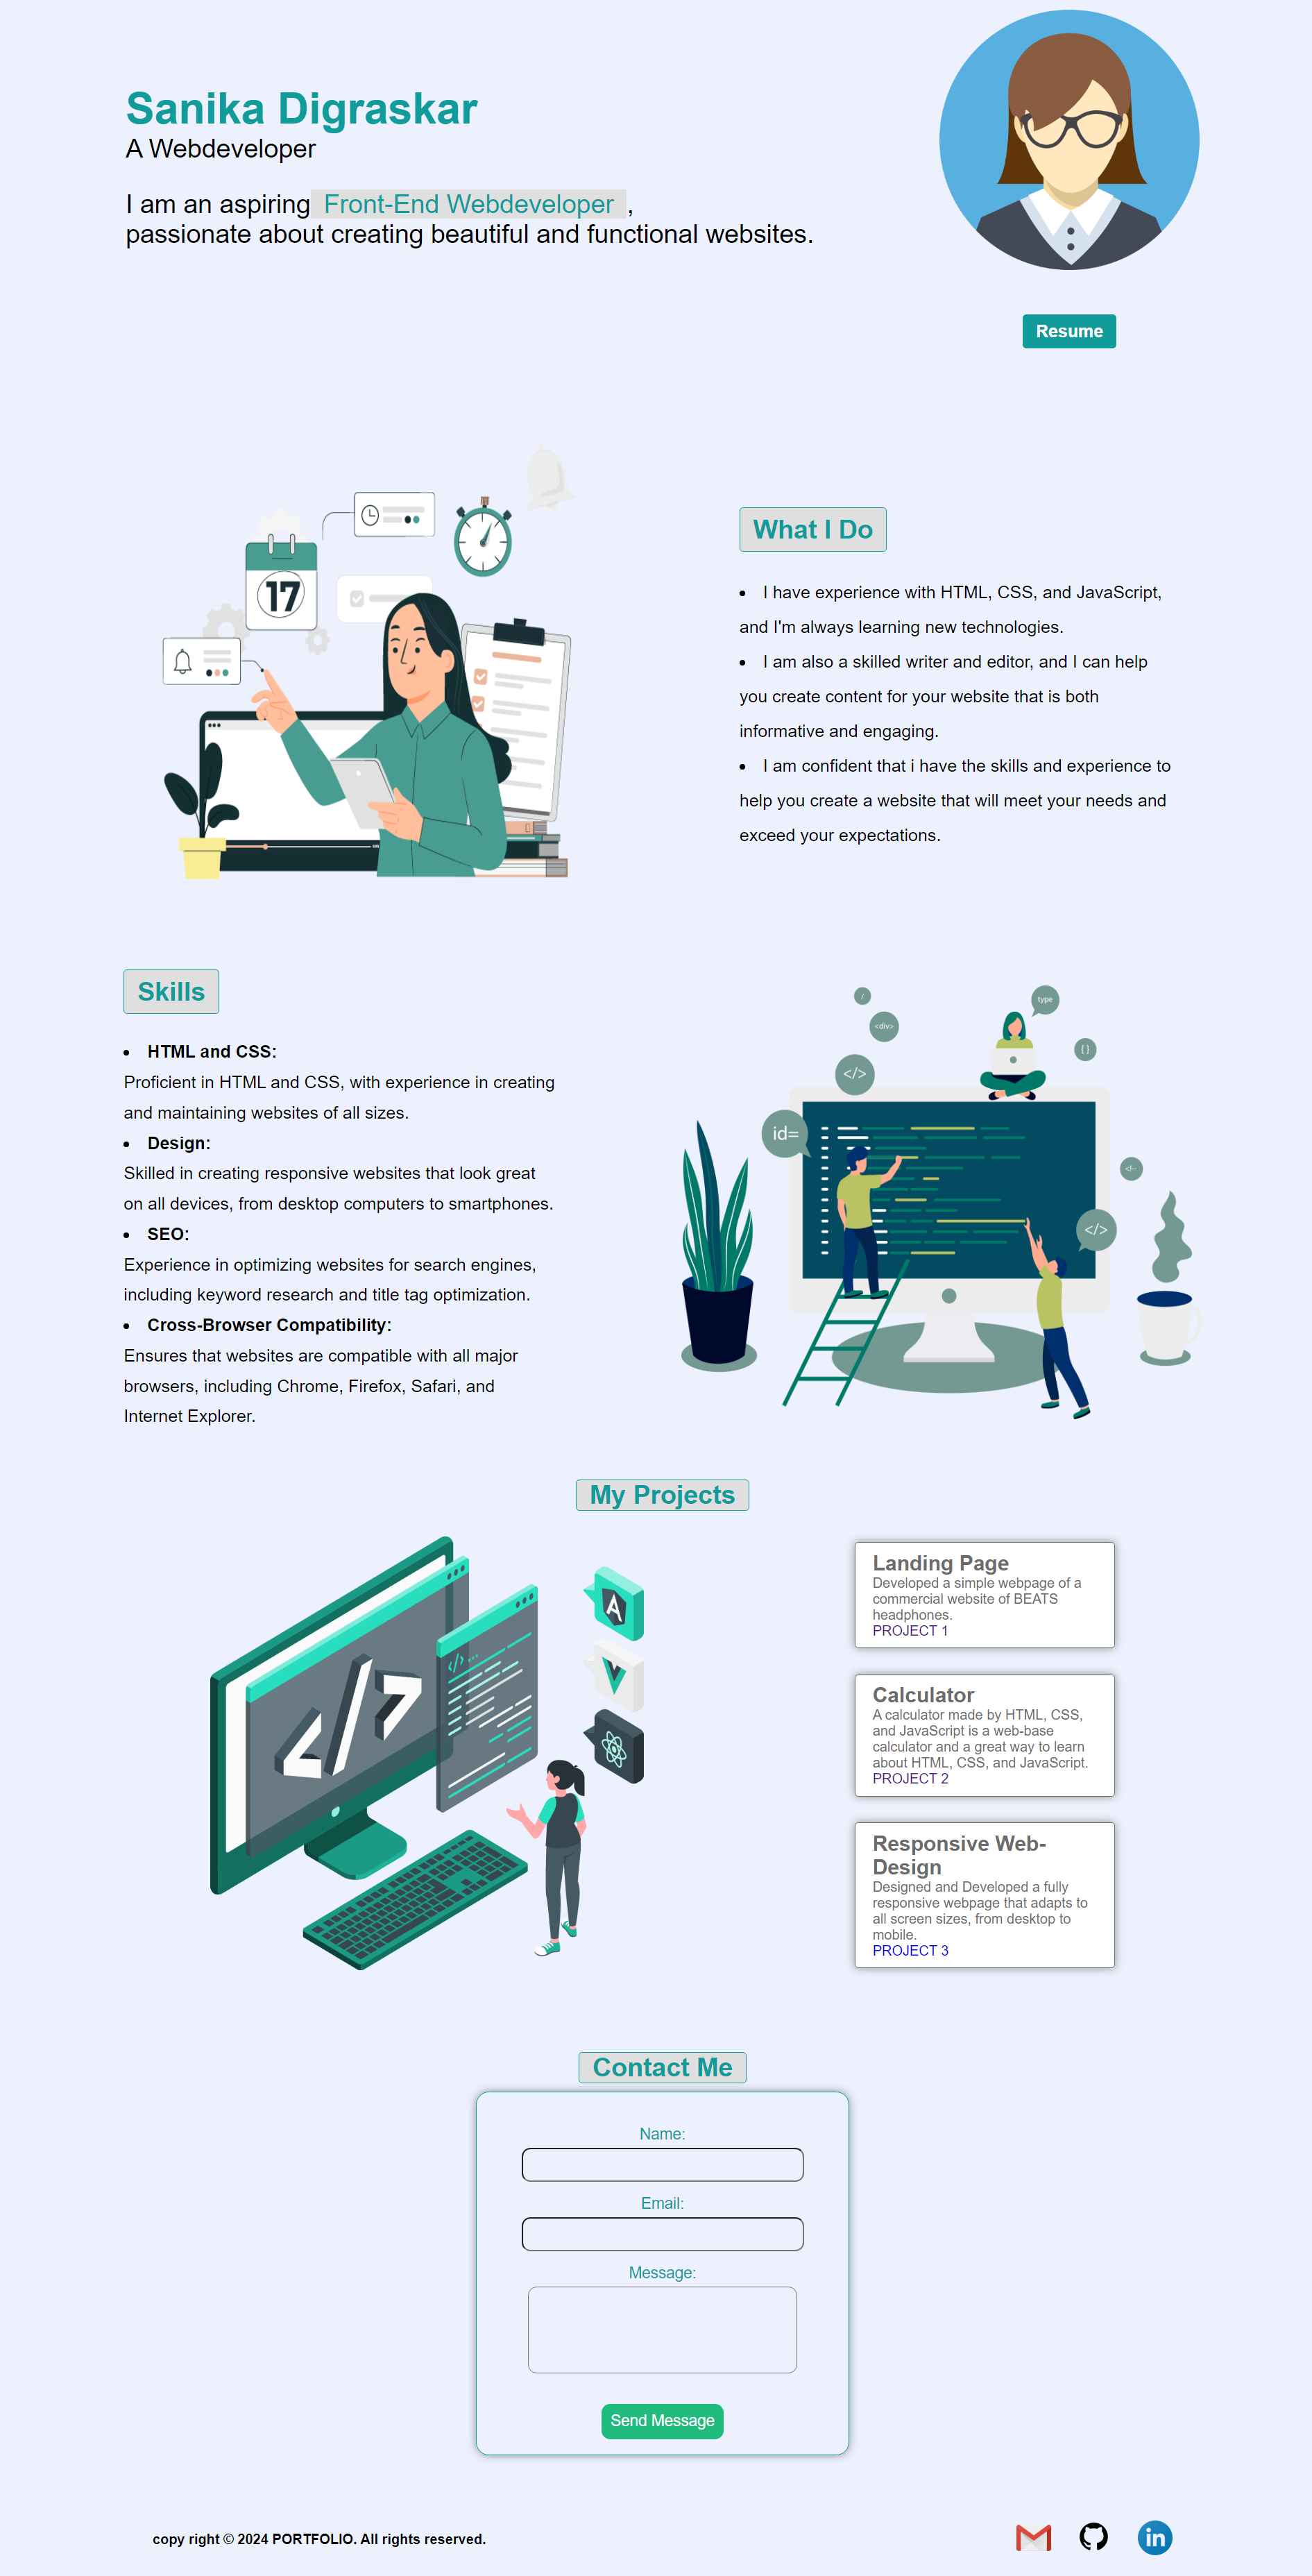 Sanika Digraskar
A Webdeveloper
I am an aspiring Front-End Webdeveloper ,
passionate about creating beautiful and functional websites.
Resume
17
What I Do
• I have experience with HTML, CSS, and JavaScript,
and I'm always learning new technologies.
• I am also a skilled writer and editor, and I can help
you create content for your website that is both
informative and engaging.
• I am confident that i have the skills and experience to
help you create a website that will meet your needs and
exceed your expectations.
Skills
• HTML and CSS:
Proficient in HTML and CSS, with experience in creating
and maintaining websites of all sizes.
• Design:
Skilled in creating responsive websites that look great
on all devices, from desktop computers to smartphones.
• SEO:
Experience in optimizing websites for search engines,
including keyword research and title tag optimization.
• Cross-Browser Compatibility:
Ensures that websites are compatible with all major
browsers, including Chrome, Firefox, Safari, and
Internet Explorer.
/
type
<div>
{ }
</>
id=
<!--
</>
My Projects
</>
</> ...
A
Landing Page
Developed a simple webpage of a
commercial website of BEATS
headphones.
PROJECT 1
Calculator
A calculator made by HTML, CSS,
and JavaScript is a web-base
calculator and a great way to learn
about HTML, CSS, and JavaScript.
PROJECT 2
Responsive Web-
Design
Designed and Developed a fully
responsive webpage that adapts to
all screen sizes, from desktop to
mobile.
PROJECT 3
Contact Me
Name:
Email:
Message:
Send Message
copy right © 2024 PORTFOLIO. All rights reserved.
in